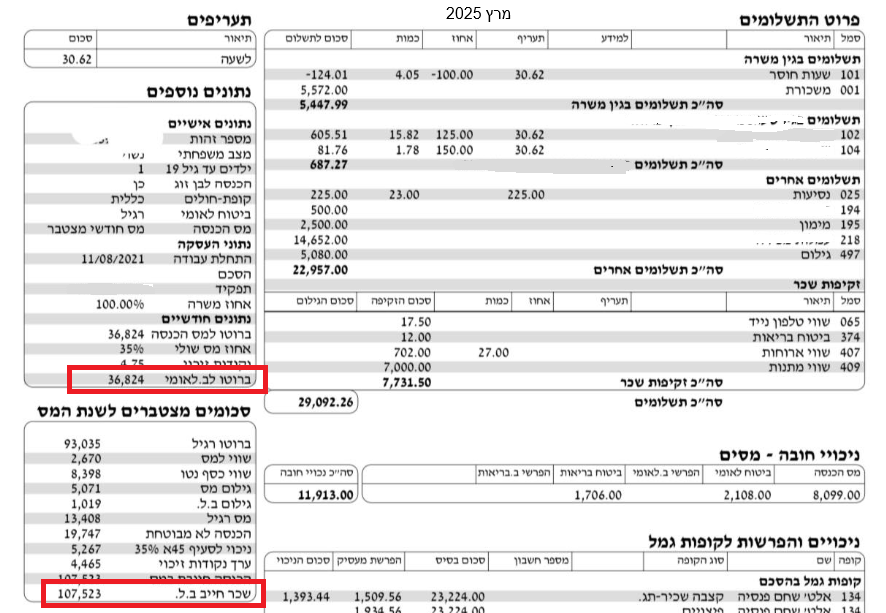 מרץ 2025
פרוט התשלומים
סמל תיאור למידע תעריף אחוז כמות סכום לתשלום
תשלומים בגין משרה
101 שעות חוסר 30.62 -100.00 4.05 -124.01
001 משכורת 5,572.00
סה"כ תשלומים בגין משרה 5,447.99
תשלומים
102 30.62 125.00 15.82 605.51
104 30.62 150.00 1.78 81.76
סה"כ תשלומים 687.27
תשלומים אחרים
025 נסיעות 225.00 23.00 225.00
194 500.00
195 מימון 2,500.00
218 14,652.00
497 גילום 5,080.00
סה"כ תשלומים אחרים 22,957.00
זקיפות שכר
סמל תיאור תעריף אחוז כמות סכום הזקיפה סכום הגילום
065 שווי טלפון נייד 17.50
374 ביטוח בריאות 12.00
407 שווי ארוחות 27.00 702.00
409 שווי מתנות 7,000.00
סה"כ זקיפות שכר 7,731.50
סה"כ תשלומים 29,092.26
ניכויי חובה - מסים
מס הכנסה ביטוח לאומי הפרשי ב.לאומי ביטוח בריאות הפרשי ב.בריאות סה"כ נכויי חובה
8,099.00 2,108.00 1,706.00 11,913.00
ניכויים והפרשות לקופות גמל
קופה שם סוג הקופה מספר חשבון סכום בסיס הפרשת מעסיק סכום הניכוי
קופות גמל בהסכם
134 אלט' שחם פנסיה קצבה שכיר-תג. 23,224.00 1,509.56 1,393.44
134 אלט' שחם פנסיה פיצויים 23,224.00 1,934.56
תעריפים
תיאור סכום
לשעה 30.62
נתונים נוספים
נתונים אישיים
מספר זהות
מצב משפחתי נשוי
ילדים עד גיל 19 1
הכנסה לבן זוג כן
קופת-חולים כללית
ביטוח לאומי רגיל
מס הכנסה מס חודשי מצטבר
נתוני העסקה
התחלת עבודה 11/08/2021
הסכם
תפקיד
אחוז משרה 100.00%
נתונים חודשיים
ברוטו למס הכנסה 36,824
אחוז מס שולי 35%
נקודות זיכוי 4.75
ברוטו לב.לאומי 36,824
סכומים מצטברים לשנת המס
ברוטו רגיל 93,035
שווי למס 2,670
שווי כסף נטו 8,398
גילום מס 5,071
גילום ב.ל. 1,019
מס רגיל 13,408
הכנסה לא מבוטחת 19,747
ניכוי לסעיף 45א 35% 5,267
ערך נקודות זיכוי 4,465
הכנסה חייבת במס 107,523
שכר חייב ב.ל. 107,523